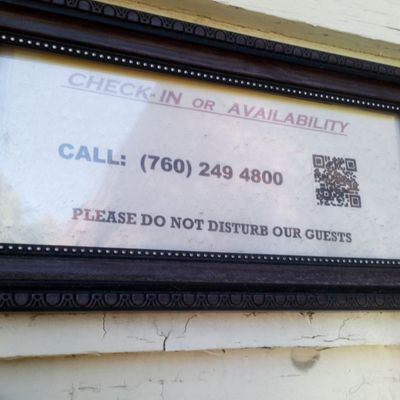 CHECK-IN OR AVAILABILITY
CALL: (760) 249 4800
PLEASE DO NOT DISTURB OUR GUESTS